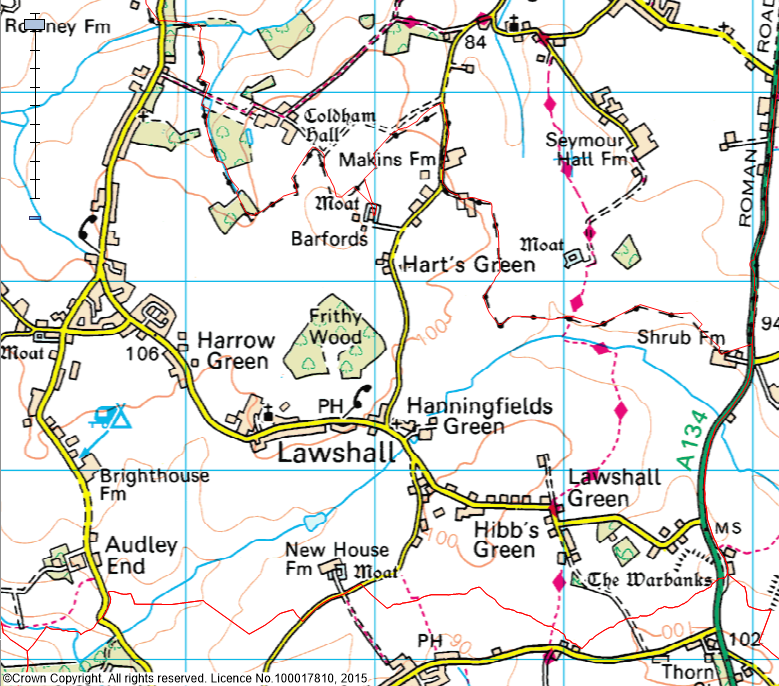 Romney Fm
84
ROAD
Coldham
Hall
Makins Fm
Seymour
Hall Fm
ROMAN
Moat
Barfords
Moat
Hart's Green
100
Frithy
Wood
94
Shrub Fm
Moat
106
Harrow
Green
PH
Hanningfields
Green
Lawshall
A134
Brighthouse
Fm
Lawshall
Green
Hibb's
Green
MS
100
Audley
End
New House
Fm
Moat
The Warbanks
PH
90
100
102
Thorn
©Crown Copyright. All rights reserved. Licence No.100017810, 2015